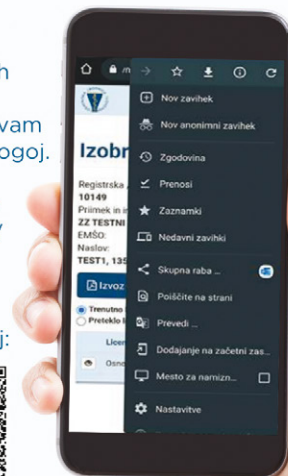 h
vam
ogoj.
j:
Nov zavihek
Nov anonimni zavihek
Zgodovina
Prenosi
Zaznamki
Nedavni zavihki
Skupna raba ...
Poiščite na strani
Prevedi ...
Dodajanje na začetni zas...
Mesto za namizn...
Nastavitve
Izobr
Registrska
10149
Priimek in i
ZZ TESTNI
EMŠO:
Naslov:
TEST1, 135
Izvoz
Trenutno
Preteklo l
Licen
Osno